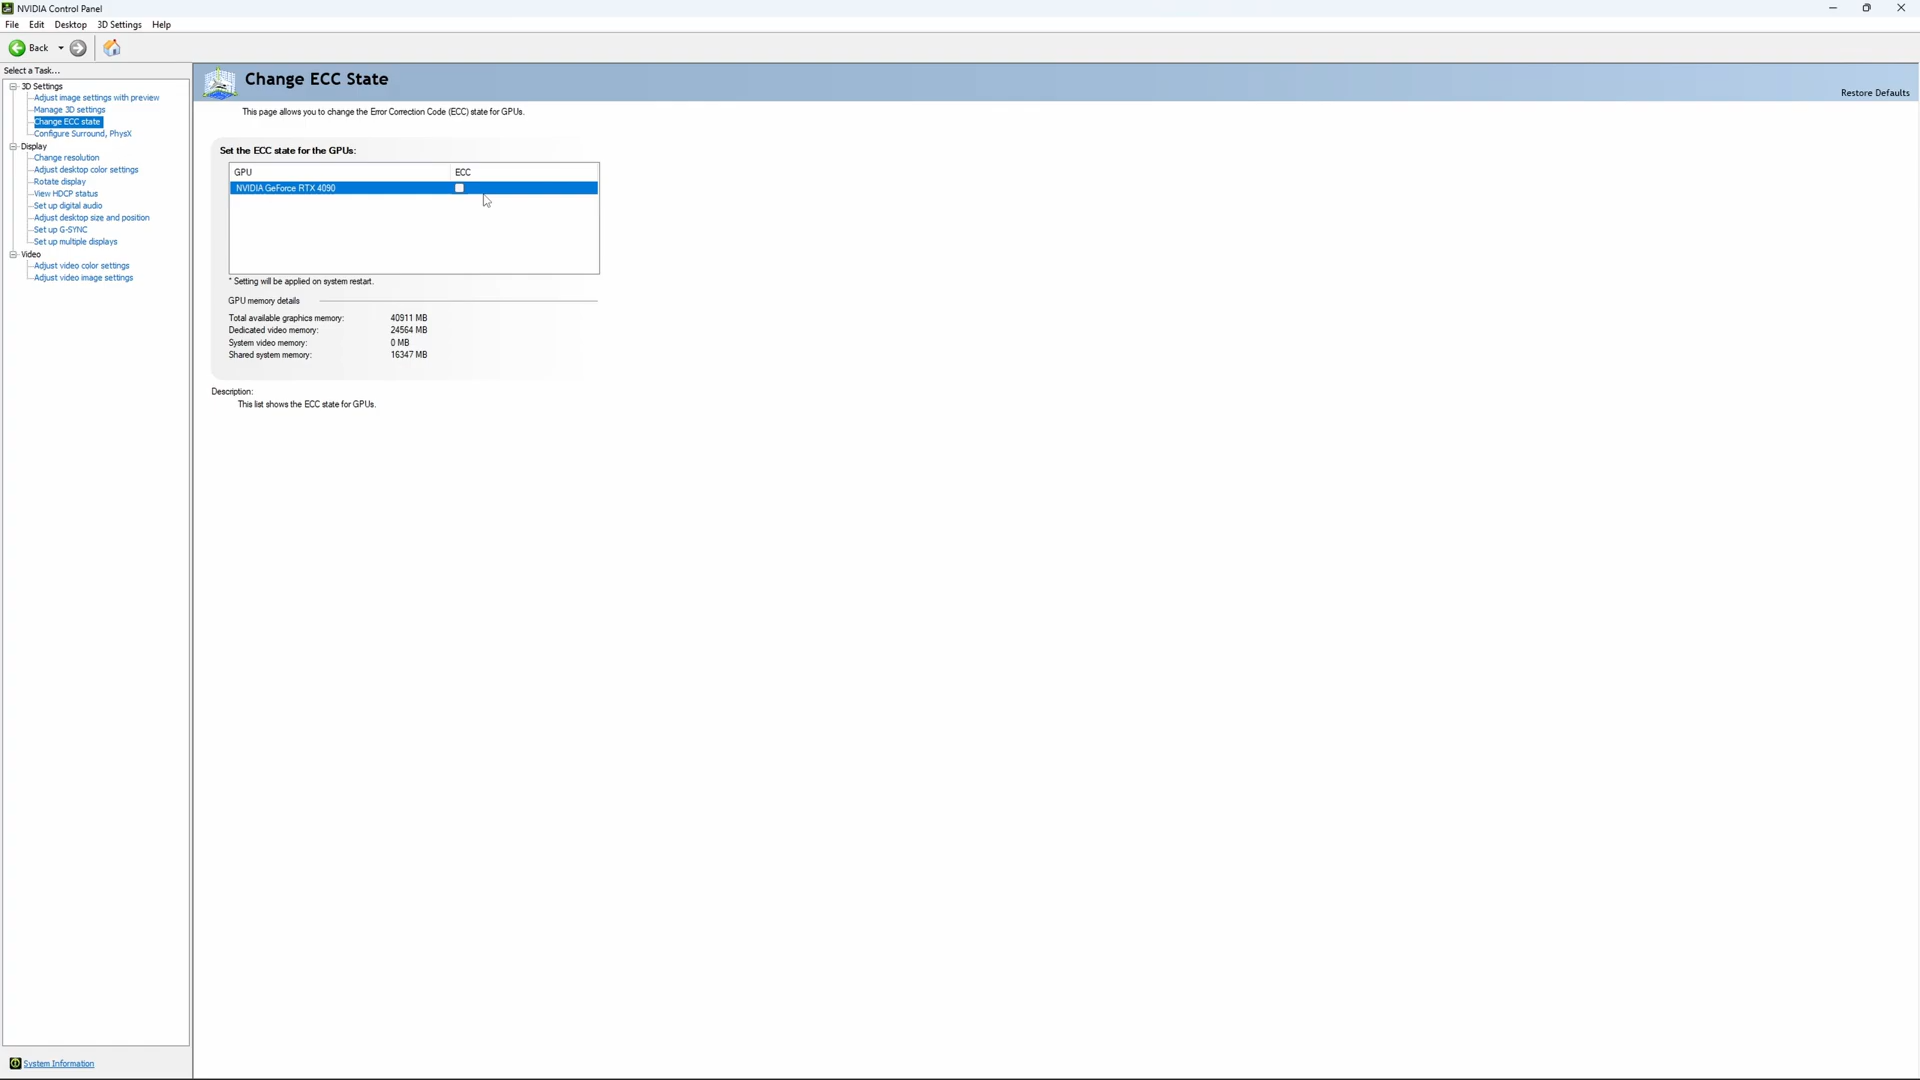 NVIDIA Control Panel
File Edit Desktop 3D Settings Help
Back
Select a Task...
3D Settings
Adjust image settings with preview
Manage 3D settings
Change ECC state
Configure Surround, PhysX
Display
Change resolution
Adjust desktop color settings
Rotate display
View HDCP status
Set up digital audio
Adjust desktop size and position
Set up G-SYNC
Set up multiple displays
Video
Adjust video color settings
Adjust video image settings
System Information
Change ECC State
Restore Defaults
This page allows you to change the Error Correction Code (ECC) state for GPUs.
Set the ECC state for the GPUs:
GPU ECC
NVIDIA GeForce RTX 4090
* Setting will be applied on system restart.
GPU memory details
Total available graphics memory: 40911 MB
Dedicated video memory: 24564 MB
System video memory: 0 MB
Shared system memory: 16347 MB
Description:
This list shows the ECC state for GPUs.